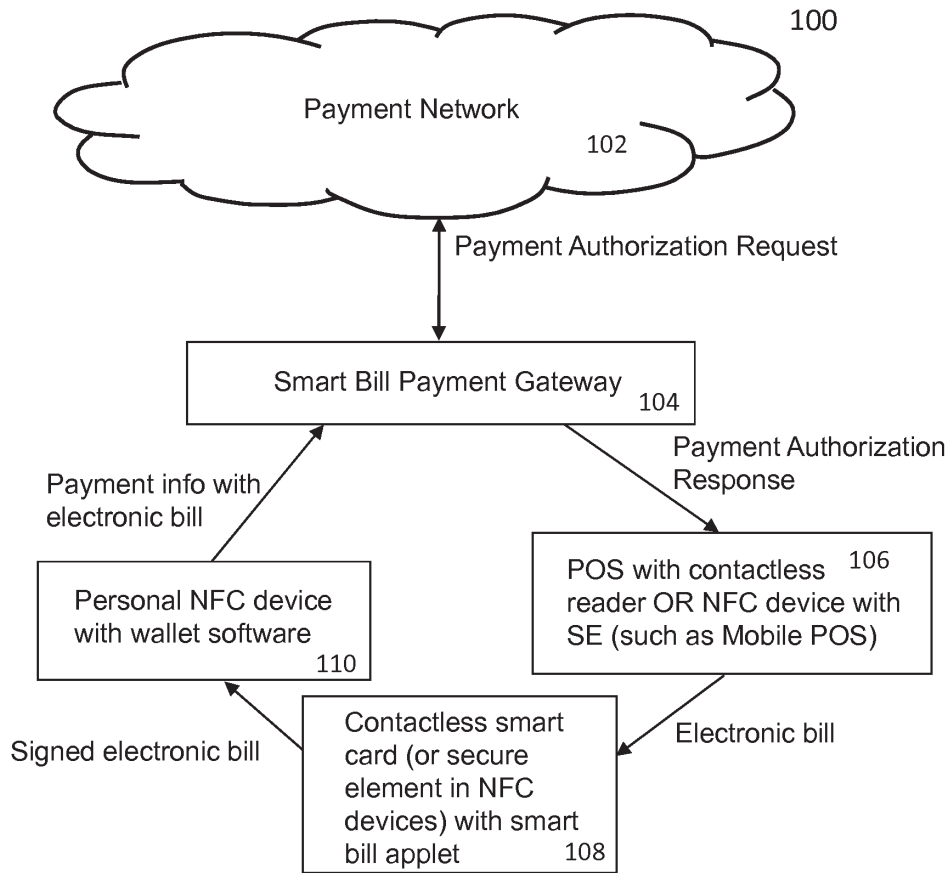 100
Payment Network
102
Payment Authorization Request
Smart Bill Payment Gateway
104
Payment Authorization
Response
Payment info with
electronic bill
POS with contactless 106
reader OR NFC device with
SE (such as Mobile POS)
Personal NFC device
with wallet software
110
Contactless smart
card (or secure
element in NFC
devices) with smart
bill applet 108
Electronic bill
Signed electronic bill